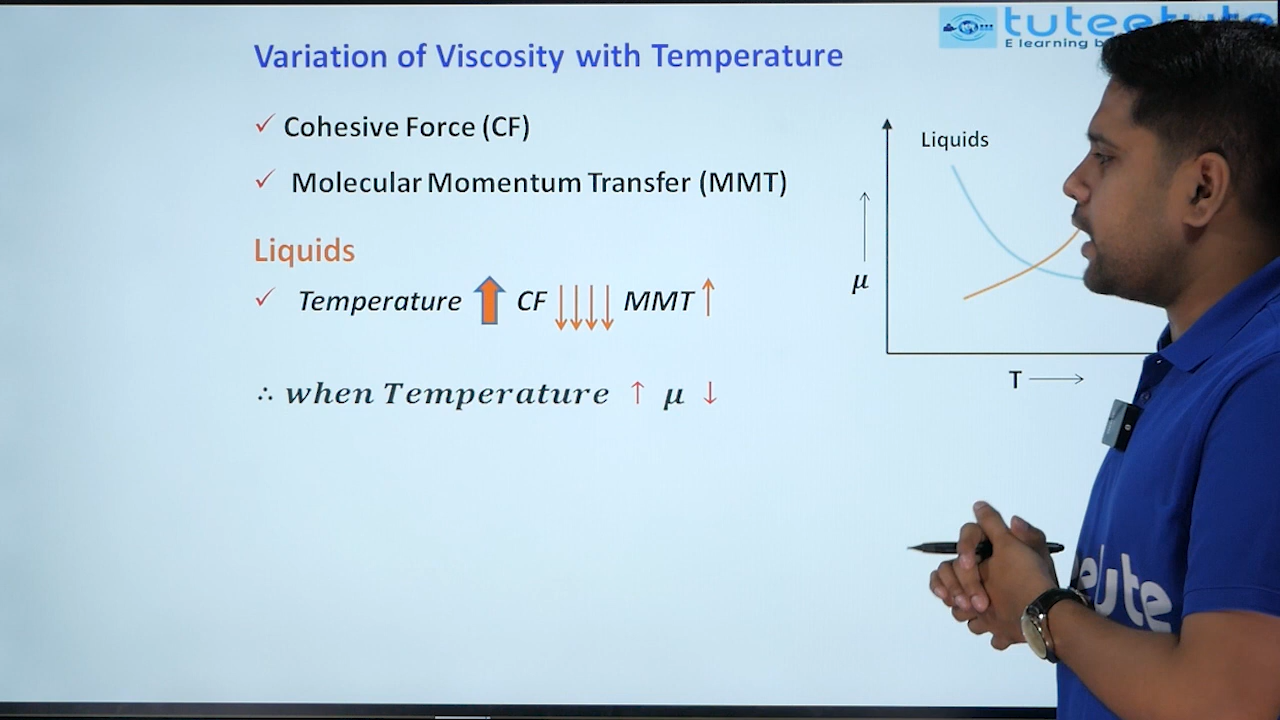 tuteetute
E learning b
Variation of Viscosity with Temperature
✓ Cohesive Force (CF)
✓ Molecular Momentum Transfer (MMT)
Liquids
✓ Temperature ↑ CF ↓↓↓↓ MMT ↑
∴ when Temperature ↑ μ ↓
Liquids
μ
T